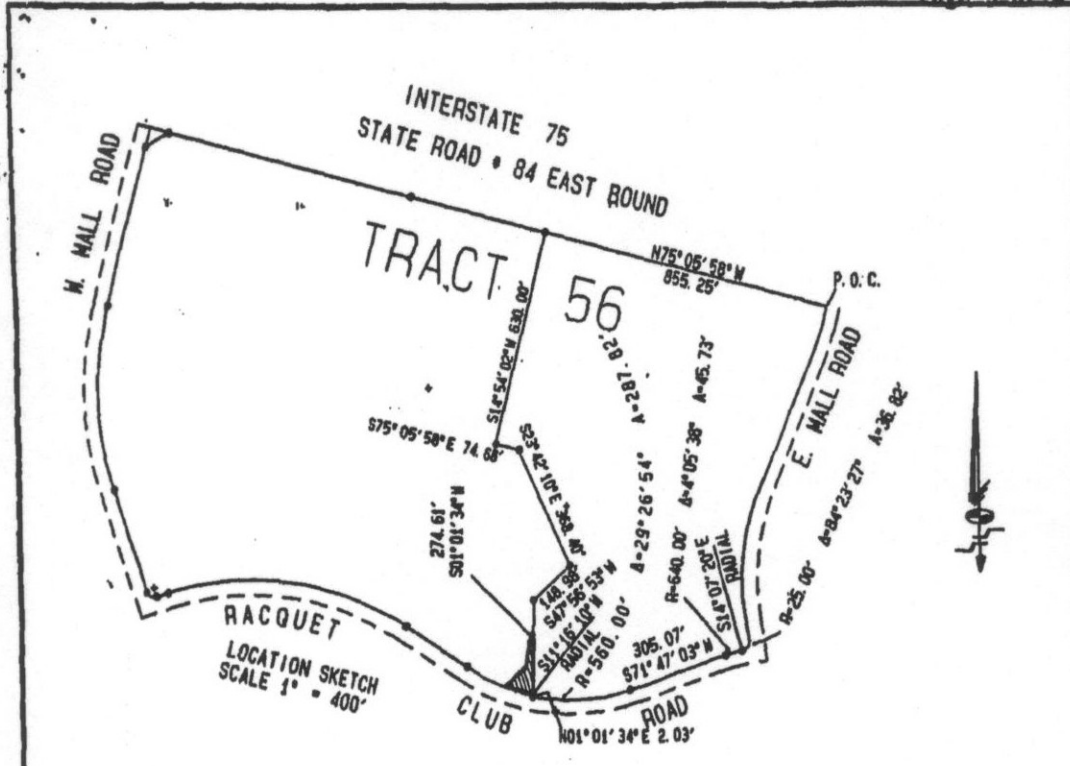 INTERSTATE 75
STATE ROAD # 84 EAST BOUND
W. MALL ROAD
TRACT 56
N75°05'58"W
855.25'
P.O.C.
E. MALL ROAD
S14°54'02"W 630.00'
S75°05'58"E 74.68'
S23°42'10"E
274.61'
S01°01'34"W
148.98'
S47°56'53"W
S11°16'10"W
RADIAL
R=560.00'
Δ=29°26'54" A=287.82'
R=640.00' Δ=4°05'38" A=45.73'
S14°07'20"E
RADIAL
R=25.00' Δ=84°23'27" A=36.82'
305.07'
S71°47'03"W
N01°01'34"E 2.03'
RACQUET CLUB ROAD
LOCATION SKETCH
SCALE 1" = 400'